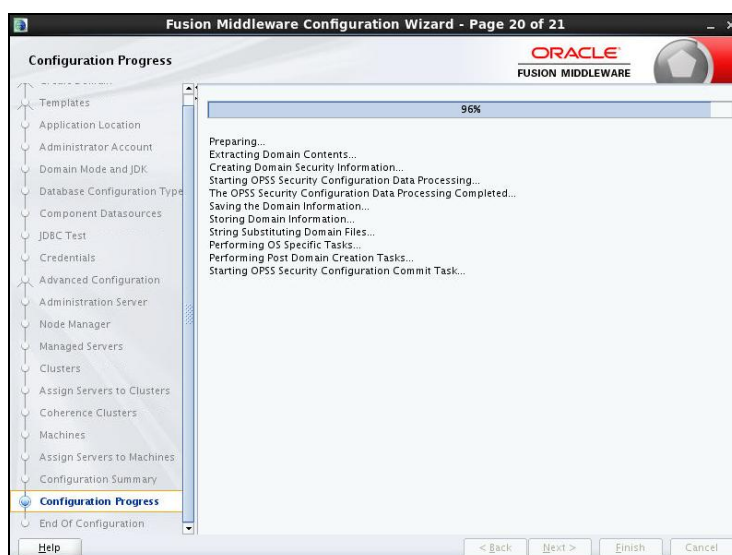 Fusion Middleware Configuration Wizard - Page 20 of 21
Configuration Progress
ORACLE
FUSION MIDDLEWARE
Templates
Application Location
Administrator Account
Domain Mode and JDK
Database Configuration Type
Component Datasources
JDBC Test
Credentials
Advanced Configuration
Administration Server
Node Manager
Managed Servers
Clusters
Assign Servers to Clusters
Coherence Clusters
Machines
Assign Servers to Machines
Configuration Summary
Configuration Progress
End Of Configuration
96%
Preparing...
Extracting Domain Contents...
Creating Domain Security Information...
Starting OPSS Security Configuration Data Processing...
The OPSS Security Configuration Data Processing Completed...
Saving the Domain Information...
Storing Domain Information...
String Substituting Domain Files...
Performing OS Specific Tasks...
Performing Post Domain Creation Tasks...
Starting OPSS Security Configuration Commit Task...
Help
< Back
Next >
Finish
Cancel